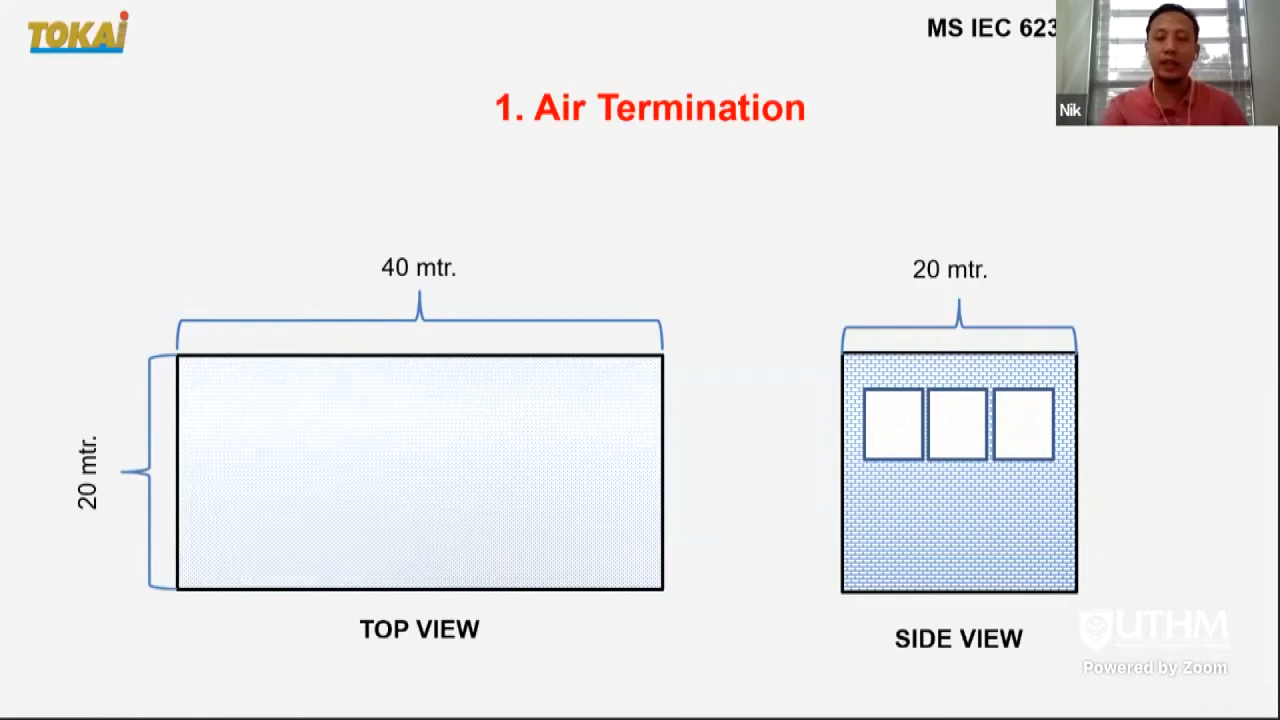 TOKAI
MS IEC 623
Nik
1. Air Termination
40 mtr.
20 mtr.
20 mtr.
TOP VIEW
SIDE VIEW
UTHM
Powered by Zoom